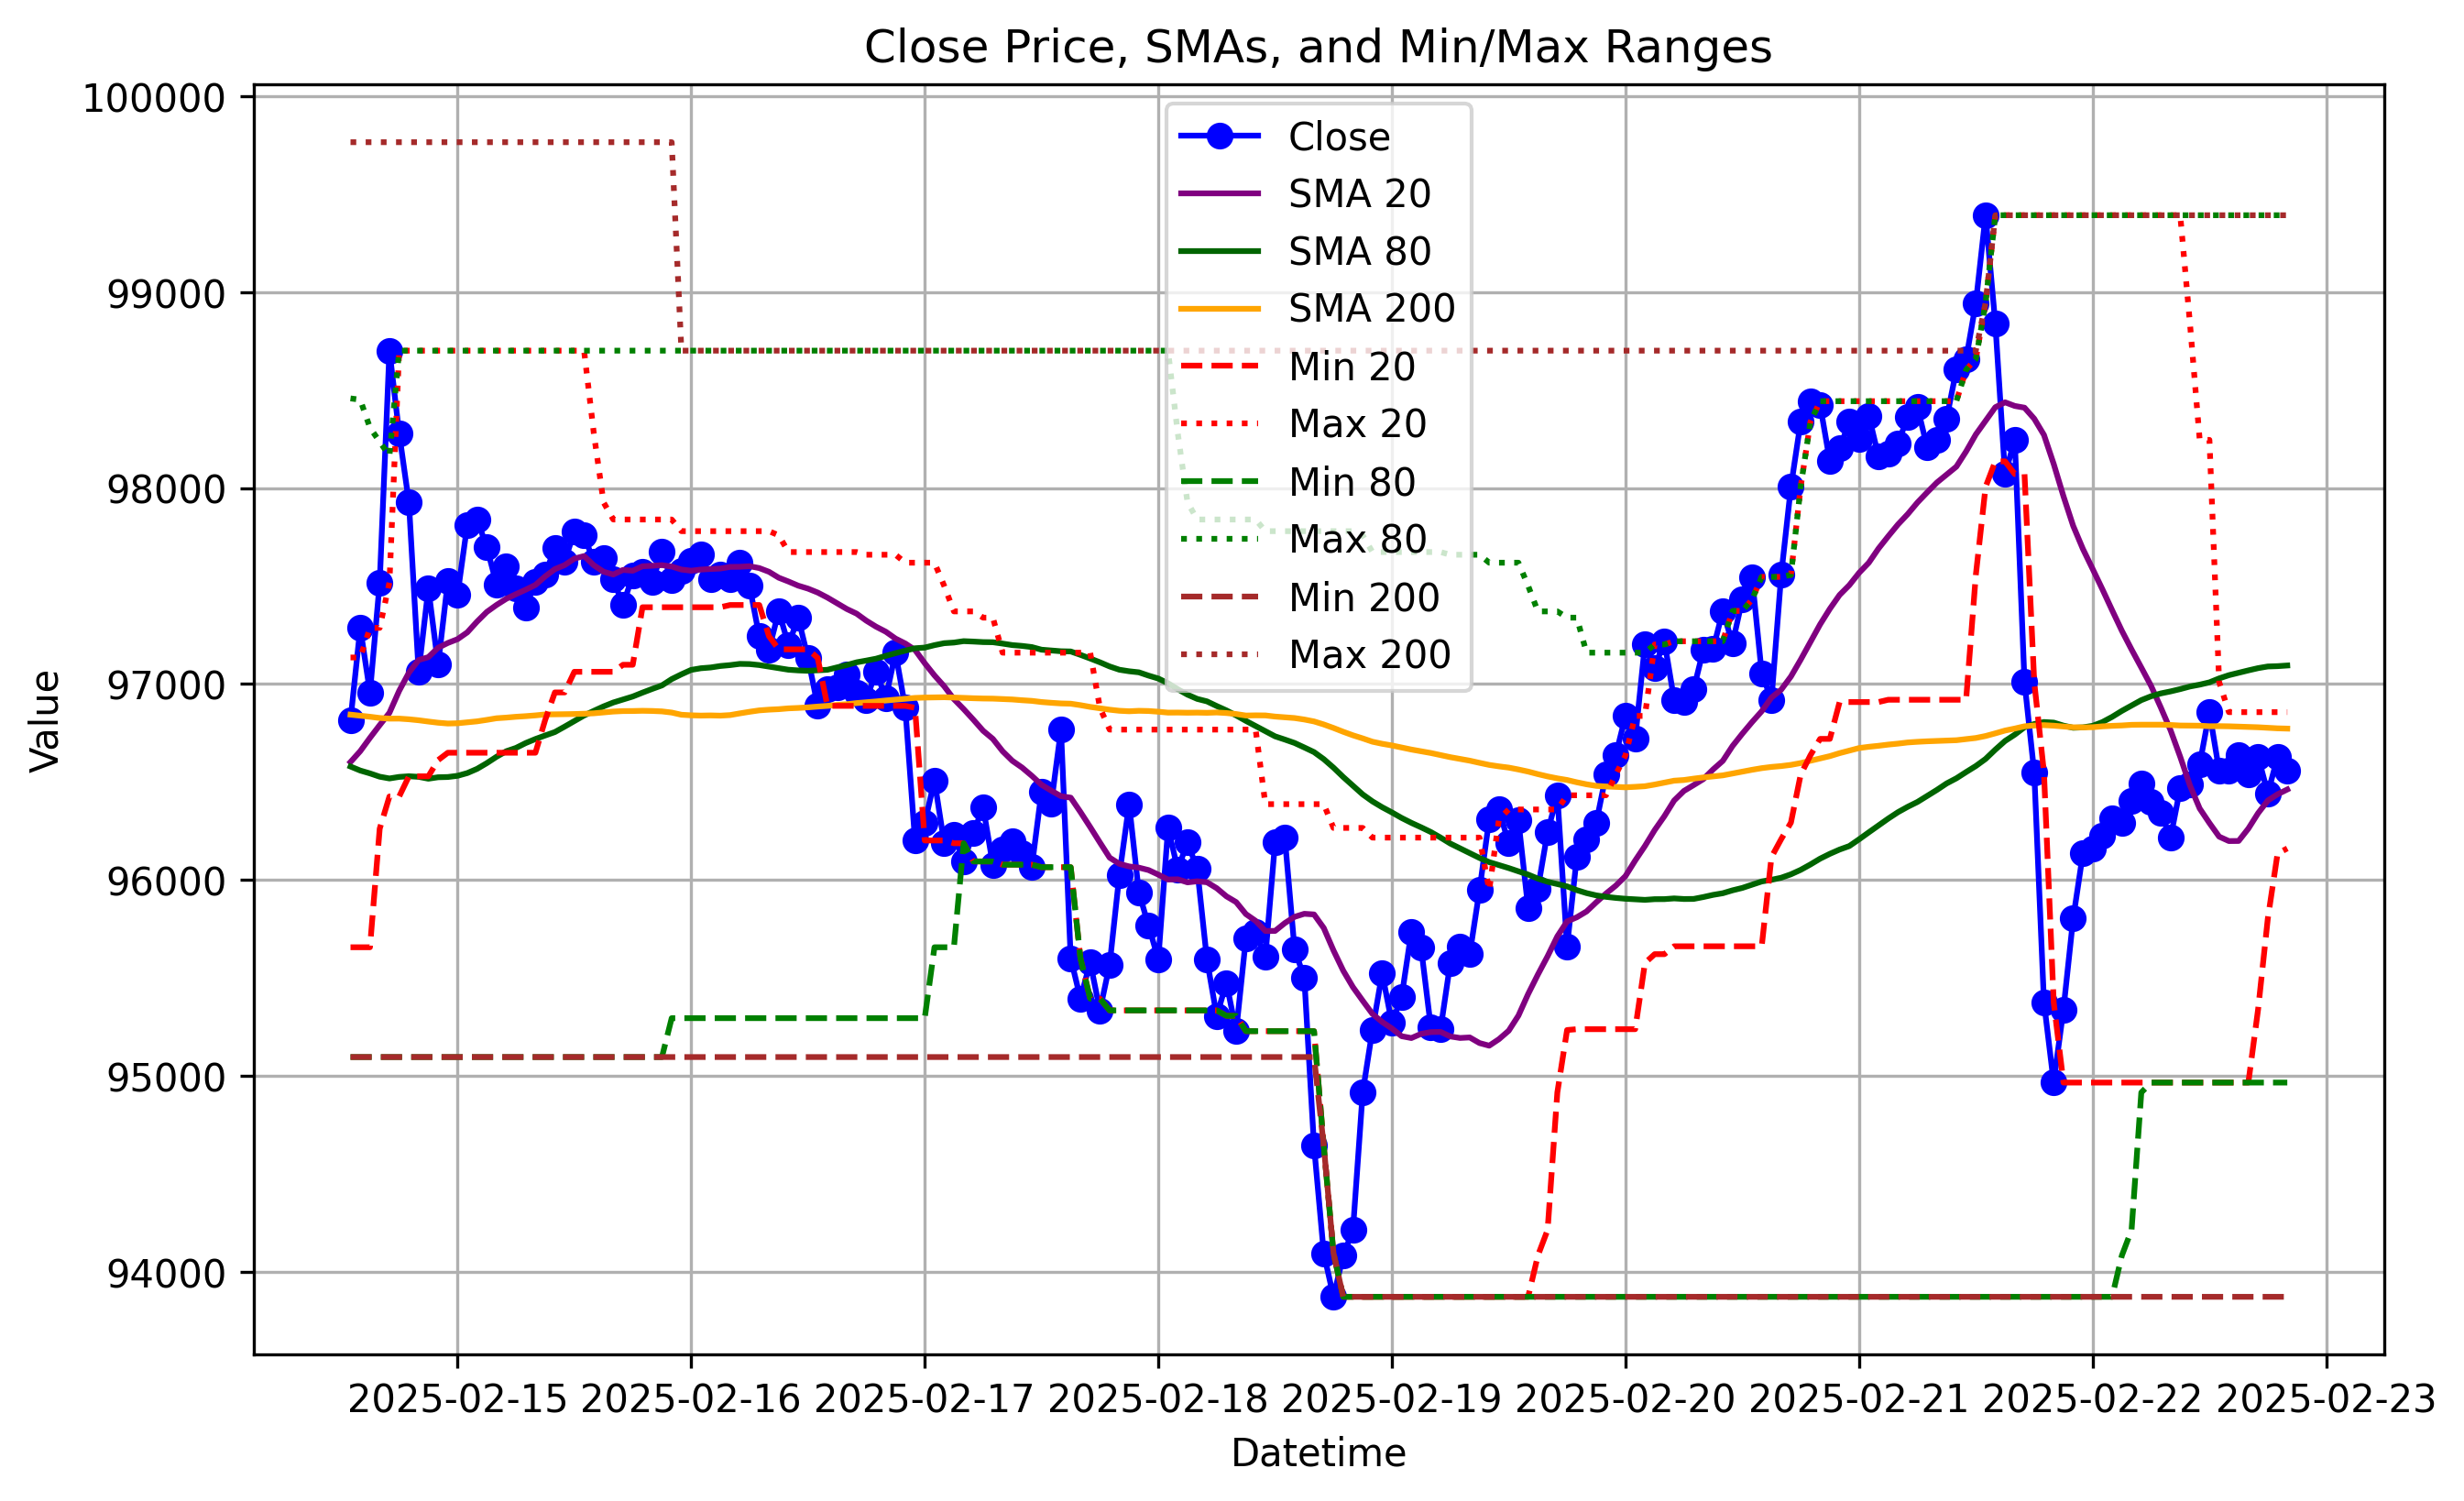 Close Price, SMAs, and Min/Max Ranges
100000
99000
98000
97000
96000
95000
94000
Value
Close
SMA 20
SMA 80
SMA 200
Min 20
Max 20
Min 80
Max 80
Min 200
Max 200
2025-02-15 2025-02-16 2025-02-17 2025-02-18 2025-02-19 2025-02-20 2025-02-21 2025-02-22 2025-02-23
Datetime